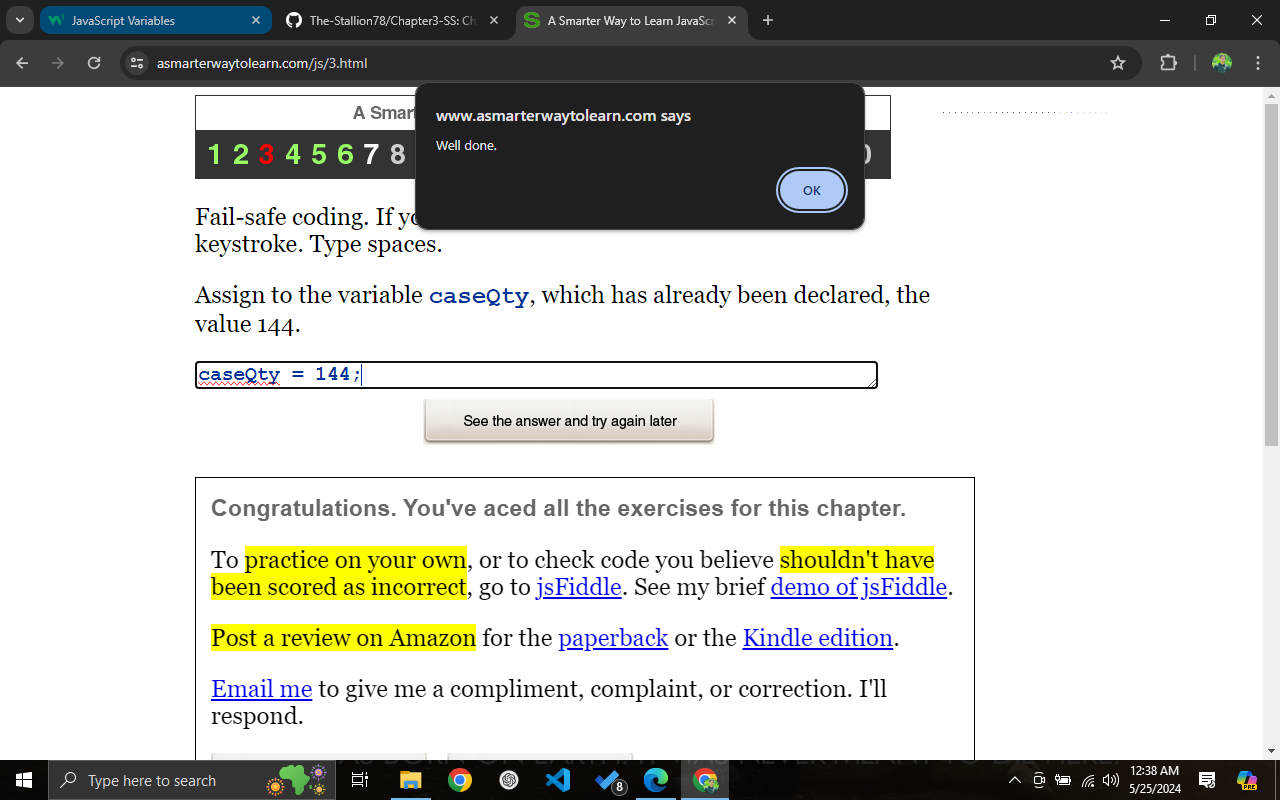 JavaScript Variables
The-Stallion78/Chapter3-SS: Ch
A Smarter Way to Learn JavaScr
asmarterwaytolearn.com/js/3.html
A Smart
www.asmarterwaytolearn.com says
Well done.
OK
1 2 3 4 5 6 7 8
Fail-safe coding. If yo
keystroke. Type spaces.
Assign to the variable caseQty, which has already been declared, the
value 144.
caseQty = 144;
See the answer and try again later
Congratulations. You've aced all the exercises for this chapter.
To practice on your own, or to check code you believe shouldn't have
been scored as incorrect, go to jsFiddle. See my brief demo of jsFiddle.
Post a review on Amazon for the paperback or the Kindle edition.
Email me to give me a compliment, complaint, or correction. I'll
respond.
Type here to search
8
12:38 AM
5/25/2024
PRE